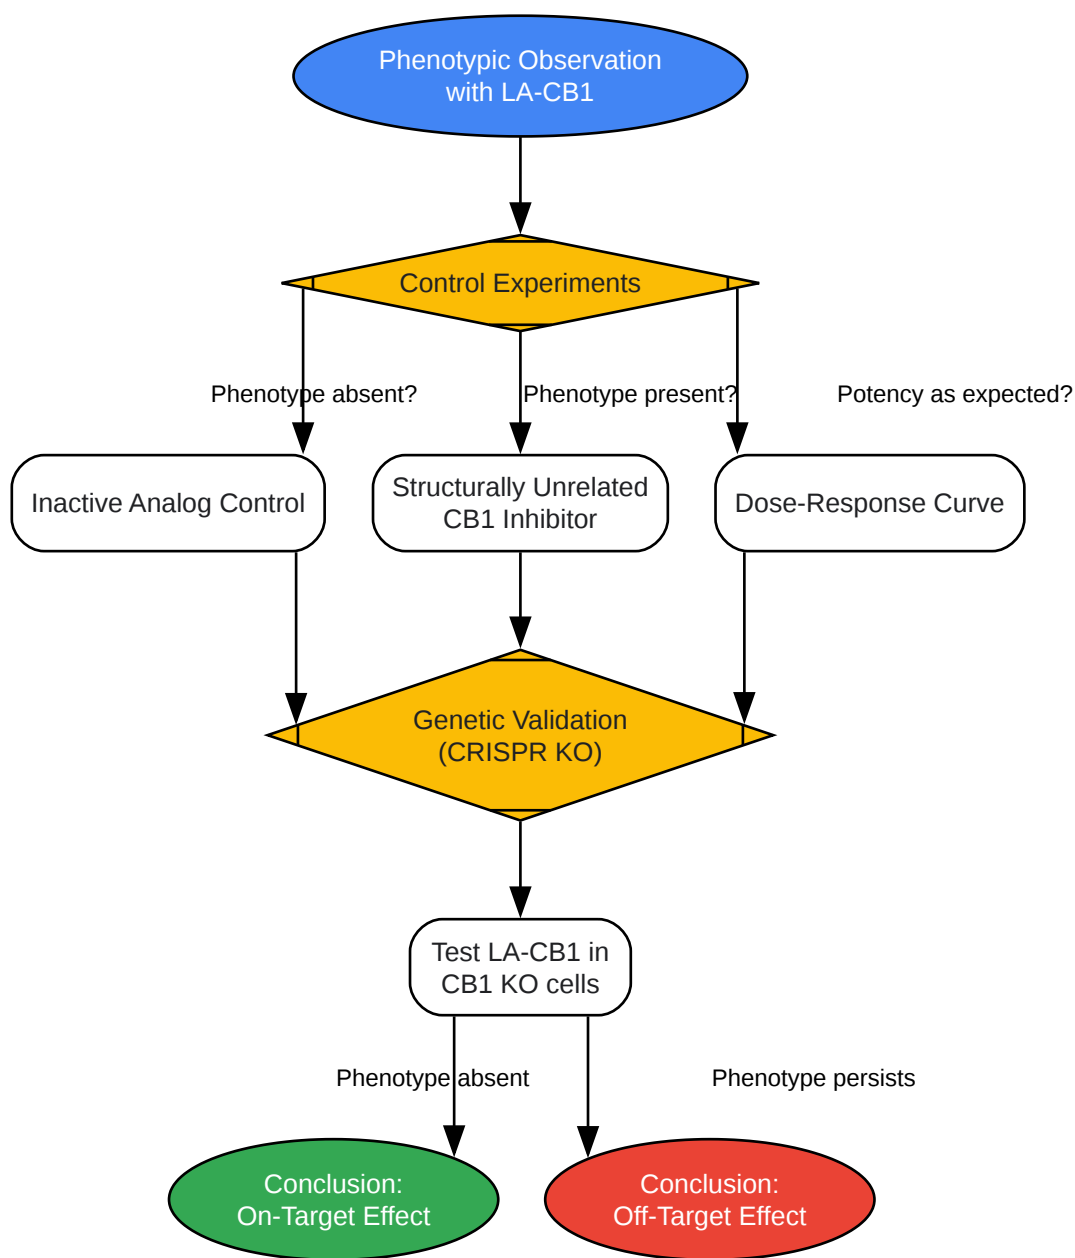 Phenotypic Observation
with LA-CB1
Control Experiments
Phenotype absent?
Phenotype present?
Potency as expected?
Inactive Analog Control
Structurally Unrelated
CB1 Inhibitor
Dose-Response Curve
Genetic Validation
(CRISPR KO)
Test LA-CB1 in
CB1 KO cells
Phenotype absent
Phenotype persists
Conclusion:
On-Target Effect
Conclusion:
Off-Target Effect